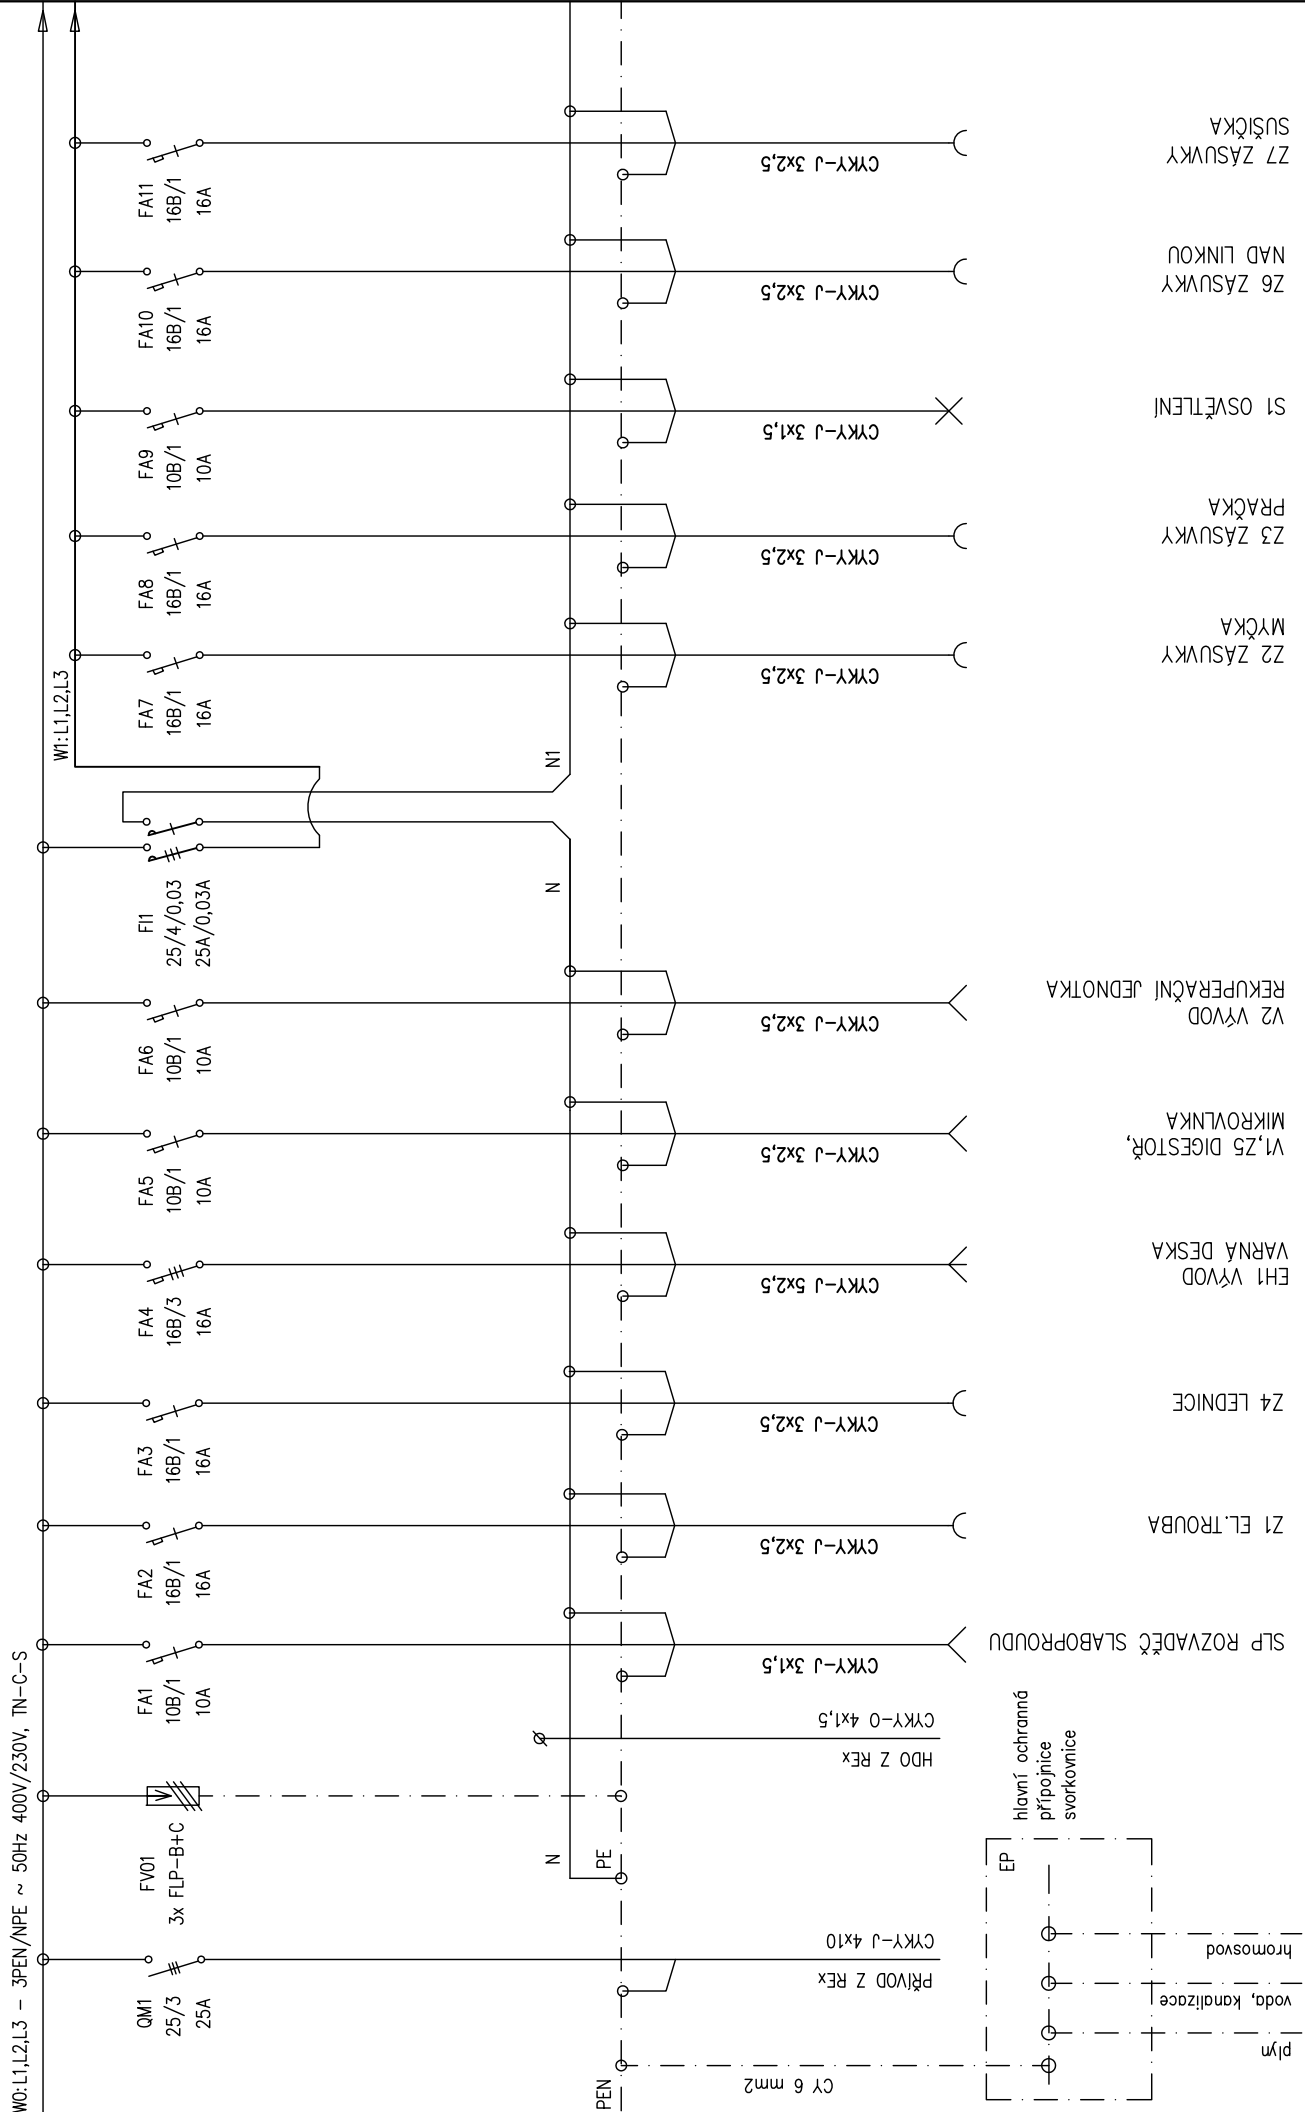 W0:L1,L2,L3 – 3PEN/NPE ~ 50Hz 400V/230V, TN-C-S
W1:L1,L2,L3
QM1
25/3
25A
FV01
3x FLP-B+C
FA1
10B/1
10A
FA2
16B/1
16A
FA3
16B/1
16A
FA4
16B/3
16A
FA5
10B/1
10A
FA6
10B/1
10A
FI1
25/4/0,03
25A/0,03A
FA7
16B/1
16A
FA8
16B/1
16A
FA9
10B/1
10A
FA10
16B/1
16A
FA11
16B/1
16A
N
N
N1
PE
PEN
CY 6 mm2
PŘÍVOD Z REx
CYKY-J 4x10
HDO Z REx
CYKY-O 4x1,5
CYKY-J 3x1,5
CYKY-J 3x2,5
CYKY-J 3x2,5
CYKY-J 5x2,5
CYKY-J 3x2,5
CYKY-J 3x2,5
CYKY-J 3x2,5
CYKY-J 3x2,5
CYKY-J 3x1,5
CYKY-J 3x2,5
CYKY-J 3x2,5
EP
hlavní ochranná
přípojnice
svorkovnice
plyn
voda, kanalizace
hromosvod
SLP ROZVADĚČ SLABOPROUDU
Z1 EL.TROUBA
Z4 LEDNICE
EH1 VÝVOD
VARNÁ DESKA
V1,Z5 DIGESTOŘ,
MIKROVLNKA
V2 VÝVOD
REKUPERAČNÍ JEDNOTKA
Z2 ZÁSUVKY
MYČKA
Z3 ZÁSUVKY
PRAČKA
S1 OSVĚTLENÍ
Z6 ZÁSUVKY
NAD LINKOU
Z7 ZÁSUVKY
SUŠIČKA